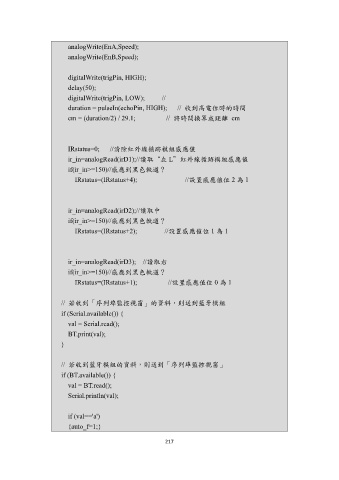 analogWrite(EnA,Speed);
analogWrite(EnB,Speed);
digitalWrite(trigPin, HIGH);
delay(50);
digitalWrite(trigPin, LOW); //
duration = pulseIn(echoPin, HIGH); // 收到高電位時的時間
cm = (duration/2) / 29.1; // 將時間換算成距離 cm
IRstatus=0; //清除紅外線循跡模組感應值
ir_in=analogRead(irD1);//讀取“左 L”紅外線循跡模組感應值
if(ir_in>=150)//感應到黑色軌道？
IRstatus=(IRstatus+4); //設置感應值位 2 為 1
ir_in=analogRead(irD2);//讀取中
if(ir_in>=150)//感應到黑色軌道？
IRstatus=(IRstatus+2); //設置感應值位 1 為 1
ir_in=analogRead(irD3); //讀取右
if(ir_in>=150)//感應到黑色軌道？
IRstatus=(IRstatus+1); //設置感應值位 0 為 1
// 若收到「序列埠監控視窗」的資料，則送到藍牙模組
if (Serial.available()) {
val = Serial.read();
BT.print(val);
}
// 若收到藍牙模組的資料，則送到「序列埠監控視窗」
if (BT.available()) {
val = BT.read();
Serial.println(val);
if (val=='a')
{auto_f=1;}
217